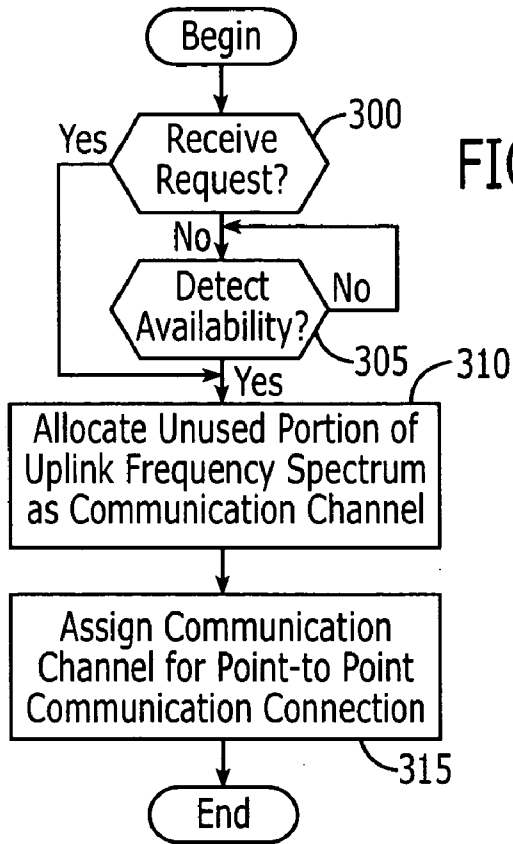 Begin
300
Yes
Receive
Request?
FIG
No
Detect
Availability?
No
305
Yes
310
Allocate Unused Portion of
Uplink Frequency Spectrum
as Communication Channel
Assign Communication
Channel for Point-to Point
Communication Connection
315
End